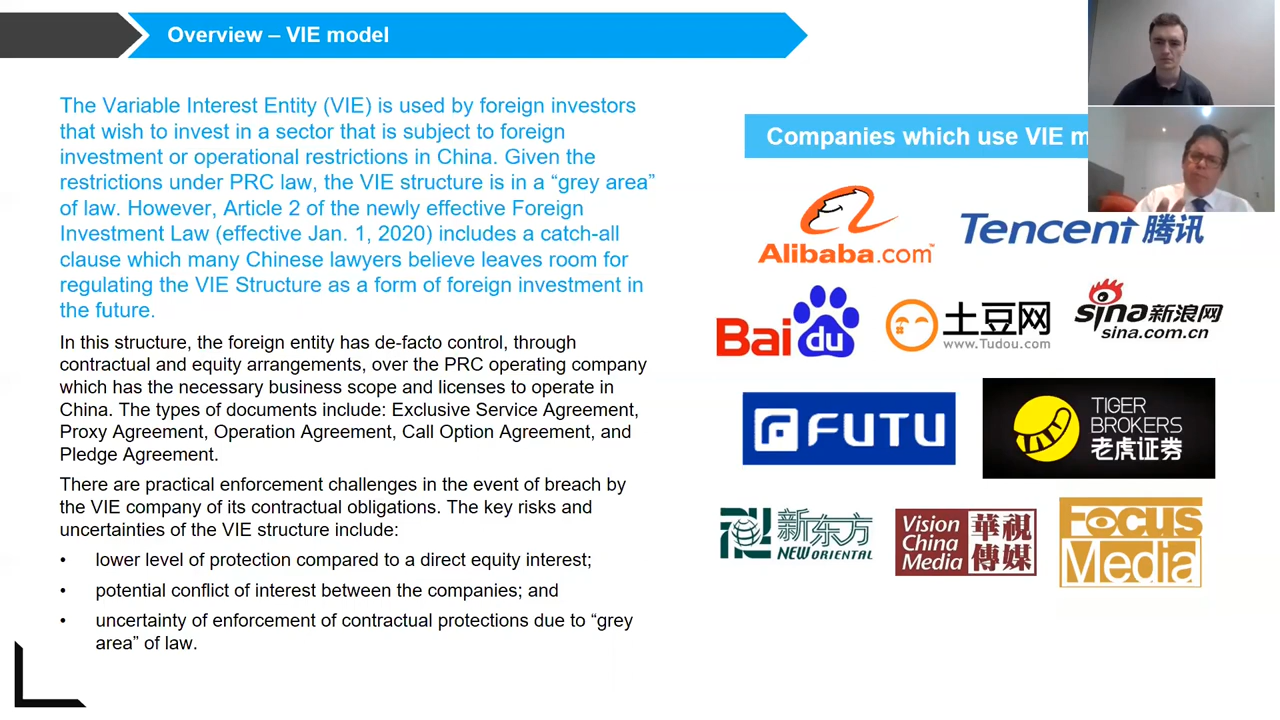 Overview – VIE model
The Variable Interest Entity (VIE) is used by foreign investors
that wish to invest in a sector that is subject to foreign
investment or operational restrictions in China. Given the
restrictions under PRC law, the VIE structure is in a “grey area”
of law. However, Article 2 of the newly effective Foreign
Investment Law (effective Jan. 1, 2020) includes a catch-all
clause which many Chinese lawyers believe leaves room for
regulating the VIE Structure as a form of foreign investment in
the future.
In this structure, the foreign entity has de-facto control, through
contractual and equity arrangements, over the PRC operating company
which has the necessary business scope and licenses to operate in
China. The types of documents include: Exclusive Service Agreement,
Proxy Agreement, Operation Agreement, Call Option Agreement, and
Pledge Agreement.
There are practical enforcement challenges in the event of breach by
the VIE company of its contractual obligations. The key risks and
uncertainties of the VIE structure include:
• lower level of protection compared to a direct equity interest;
• potential conflict of interest between the companies; and
• uncertainty of enforcement of contractual protections due to “grey
area” of law.
Companies which use VIE m
Alibaba.com™
Tencent 腾讯
Bai du
土豆网
www.Tudou.com
sina新浪网
sina.com.cn
FUTU
TIGER
BROKERS
老虎证券
新东方
NEW ORIENTAL
Vision
China
Media
華視
傳媒
Focus
Media